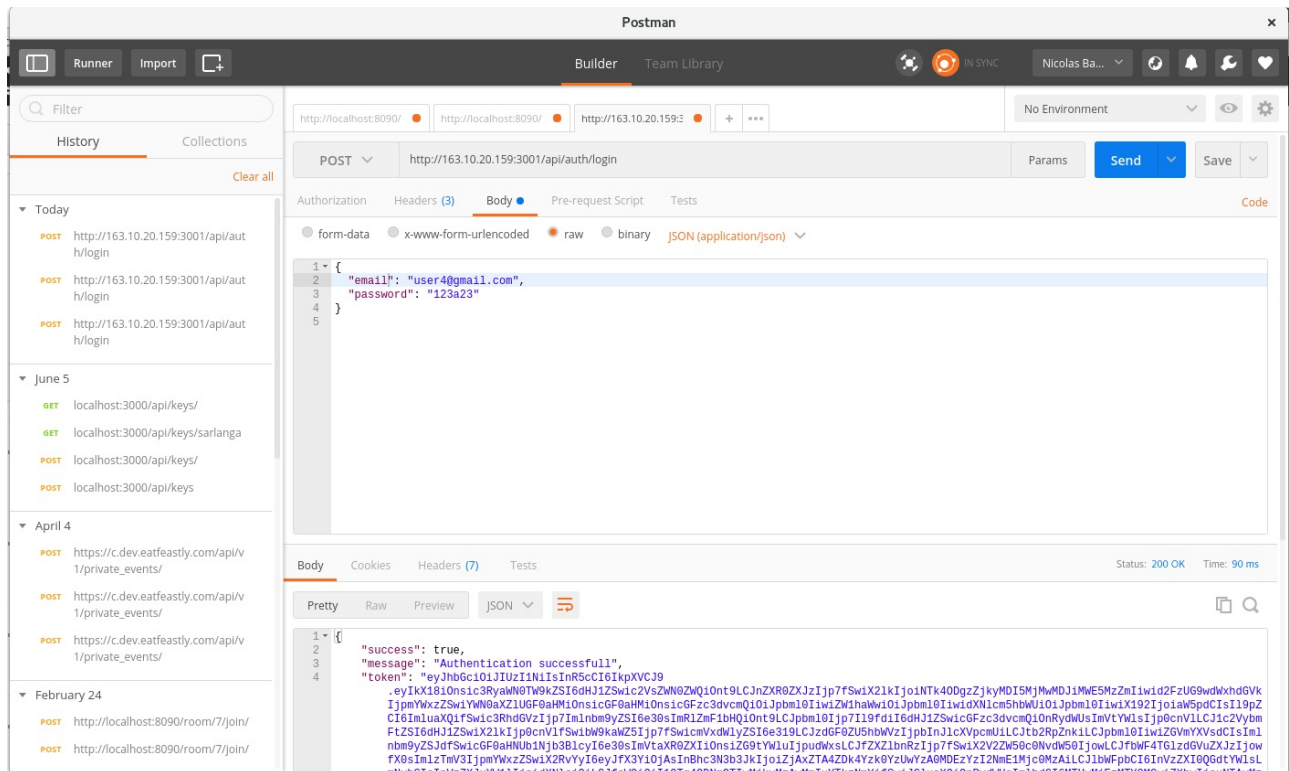 Postman
Runner Import Builder Team Library IN SYNC Nicolas Ba...
Filter
History Collections
Clear all
Today
POST http://163.10.20.159:3001/api/aut
h/login
POST http://163.10.20.159:3001/api/aut
h/login
POST http://163.10.20.159:3001/api/aut
h/login
June 5
GET localhost:3000/api/keys/
GET localhost:3000/api/keys/sarlanga
POST localhost:3000/api/keys/
POST localhost:3000/api/keys
April 4
POST https://c.dev.eatfeastly.com/api/v
1/private_events/
POST https://c.dev.eatfeastly.com/api/v
1/private_events/
POST https://c.dev.eatfeastly.com/api/v
1/private_events/
February 24
POST http://localhost:8090/room/7/join/
POST http://localhost:8090/room/7/join/
http://localhost:8090/ http://localhost:8090/ http://163.10.20.159:3 + ••• No Environment
POST http://163.10.20.159:3001/api/auth/login Params Send Save
Authorization Headers (3) Body Pre-request Script Tests Code
form-data x-www-form-urlencoded raw binary JSON (application/json)
1 {
2 "email": "user4@gmail.com",
3 "password": "123a23"
4 }
5
Body Cookies Headers (7) Tests Status: 200 OK Time: 90 ms
Pretty Raw Preview JSON
1 {
2 "success": true,
3 "message": "Authentication successfull",
4 "token": "eyJhbGciOiJIUzI1NiIsInR5cCI6IkpXVCJ9